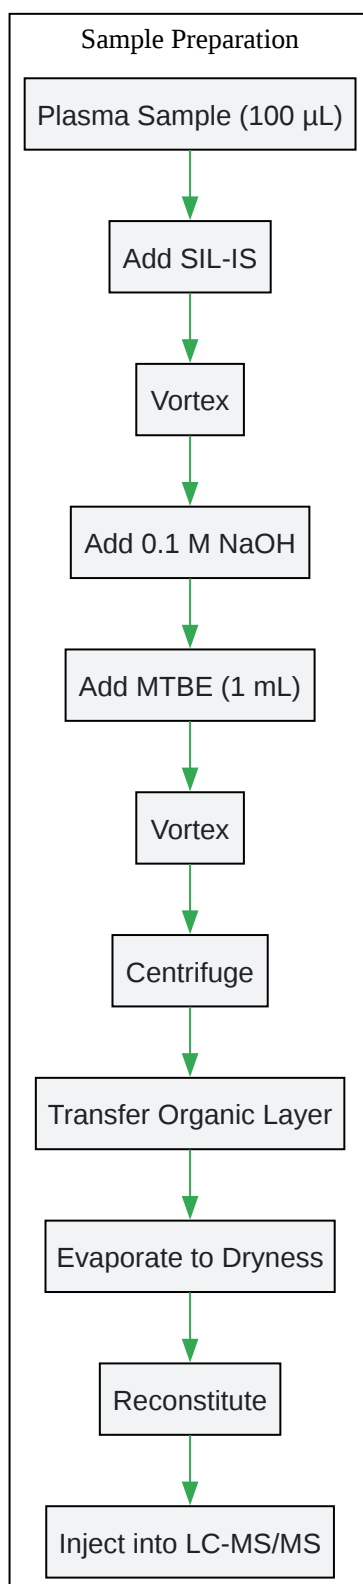 Sample Preparation
Plasma Sample (100 µL)
Add SIL-IS
Vortex
Add 0.1 M NaOH
Add MTBE (1 mL)
Vortex
Centrifuge
Transfer Organic Layer
Evaporate to Dryness
Reconstitute
Inject into LC-MS/MS